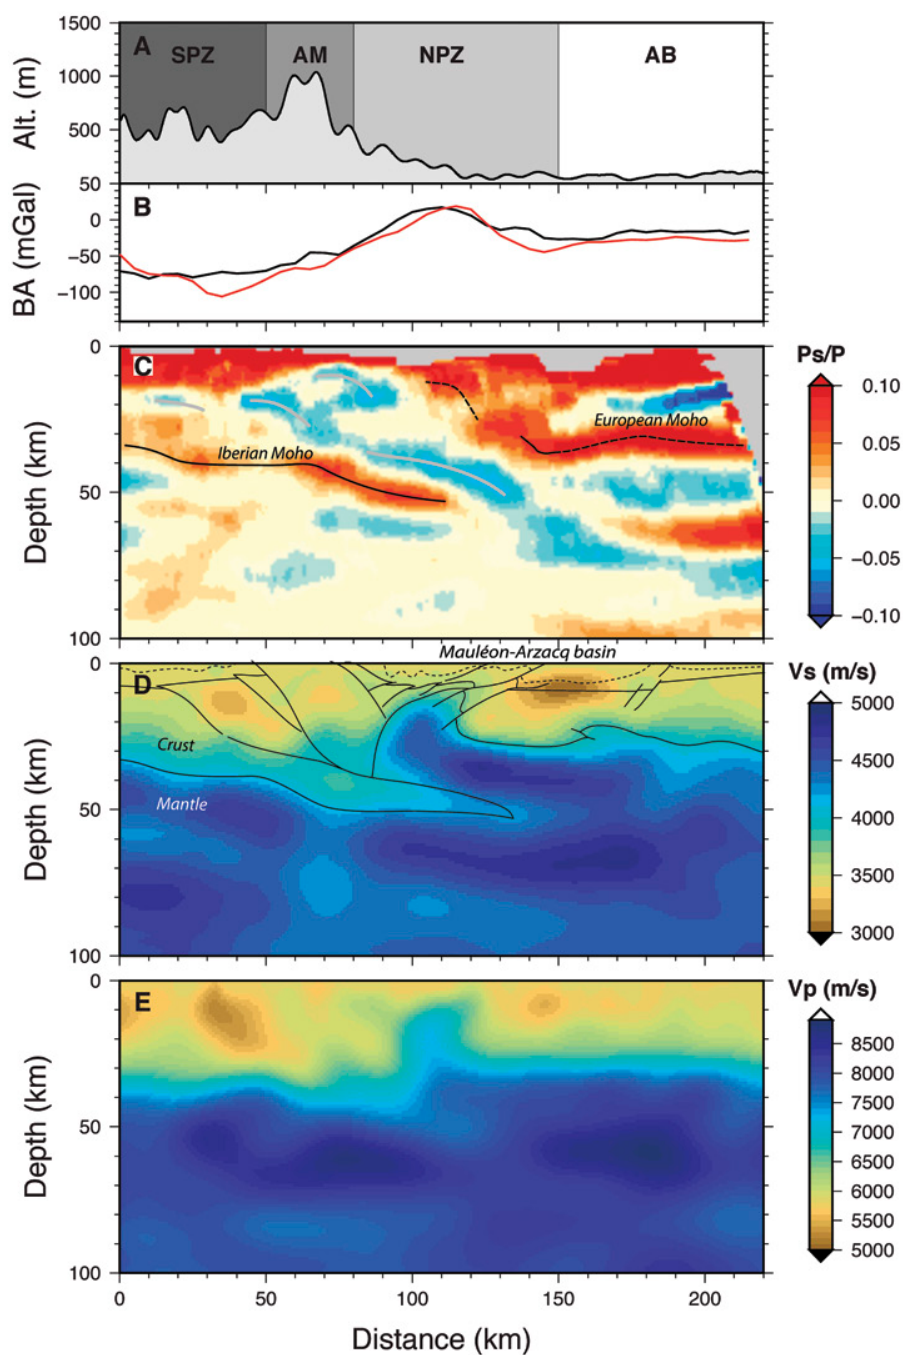 A
SPZ
AM
NPZ
AB
Alt. (m)
1500
1000
500
50
B
BA (mGal)
0
−50
−100
C
Depth (km)
0
50
100
Iberian Moho
European Moho
Ps/P
0.10
0.05
0.00
−0.05
−0.10
Mauléon-Arzacq basin
D
Depth (km)
0
50
100
Crust
Mantle
Vs (m/s)
5000
4500
4000
3500
3000
E
Depth (km)
0
50
100
Vp (m/s)
8500
8000
7500
7000
6500
6000
5500
5000
0
50
100
150
200
Distance (km)